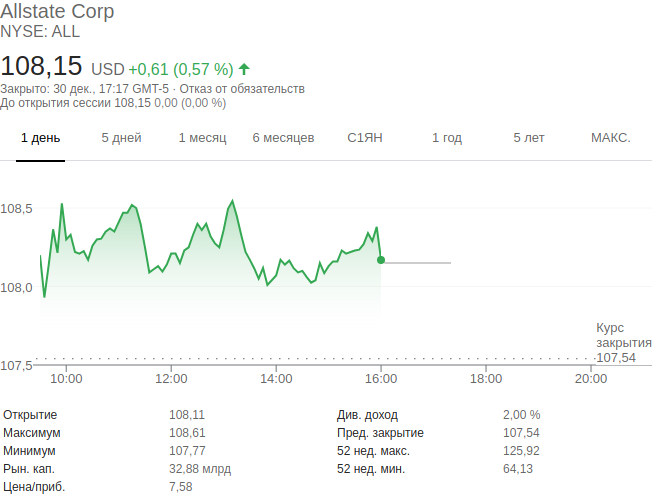 Allstate Corp
NYSE: ALL
108,15 USD +0,61 (0,57 %)
Закрыто: 30 дек., 17:17 GMT-5 · Отказ от обязательств
До открытия сессии 108,15 0,00 (0,00 %)
1 день 5 дней 1 месяц 6 месяцев С1ЯН 1 год 5 лет МАКС.
108,5
108,0
Курс
закрытия
107,54
107,5
10:00 12:00 14:00 16:00 18:00 20:00
Открытие 108,11 Див. доход 2,00 %
Максимум 108,61 Пред. закрытие 107,54
Минимум 107,77 52 нед. макс. 125,92
Рын. кап. 32,88 млрд 52 нед. мин. 64,13
Цена/приб. 7,58